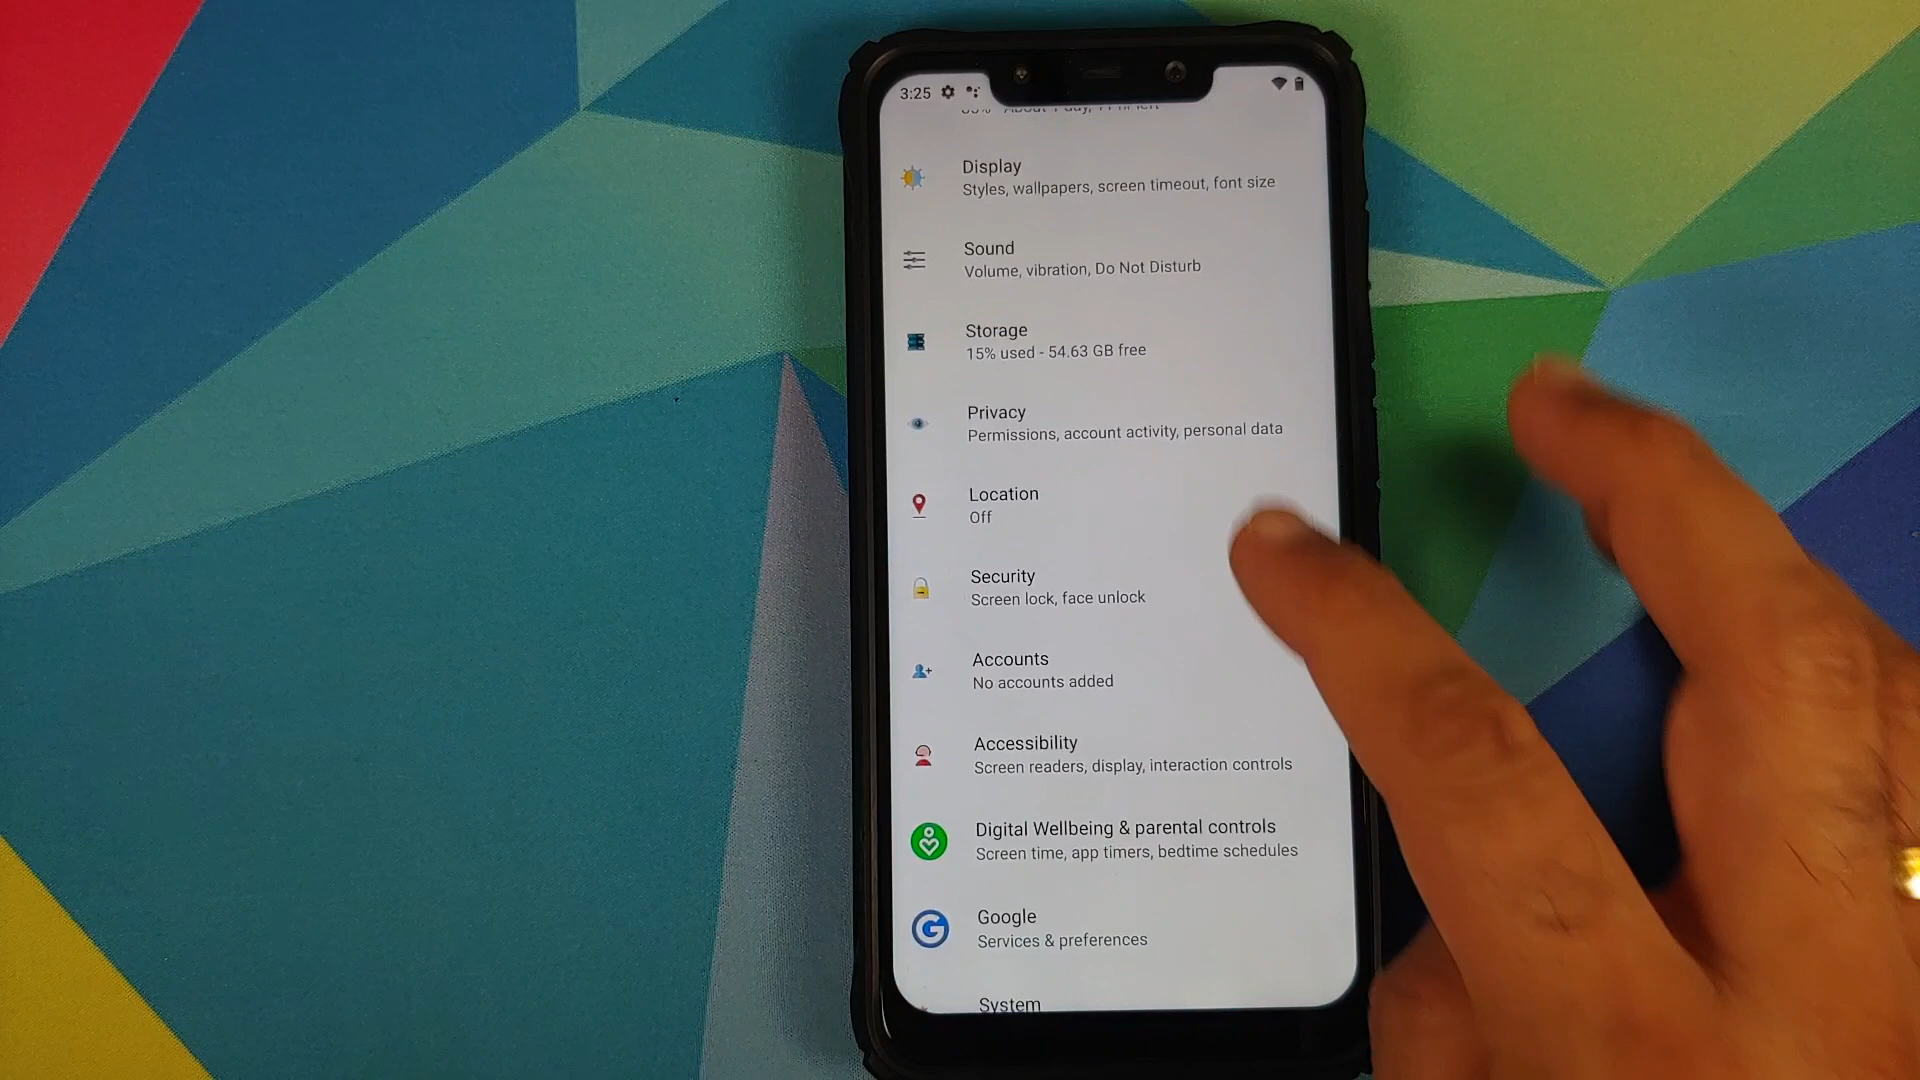 3:25
Display
Styles, wallpapers, screen timeout, font size
Sound
Volume, vibration, Do Not Disturb
Storage
15% used - 54.63 GB free
Privacy
Permissions, account activity, personal data
Location
Off
Security
Screen lock, face unlock
Accounts
No accounts added
Accessibility
Screen readers, display, interaction controls
Digital Wellbeing & parental controls
Screen time, app timers, bedtime schedules
Google
Services & preferences
System